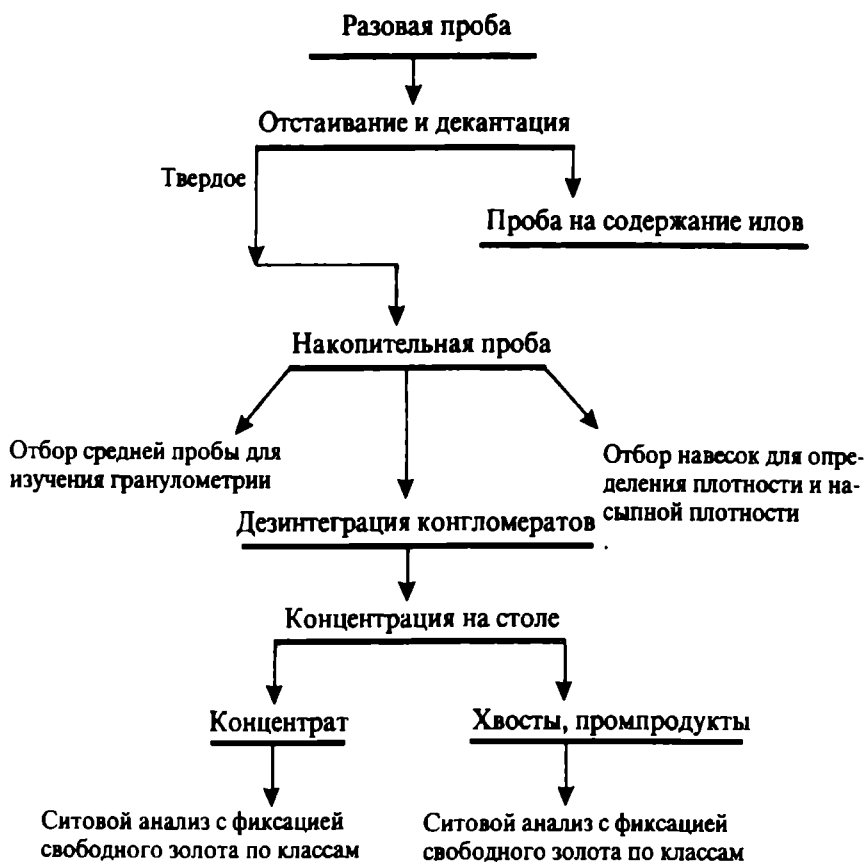 Разовая проба
Отстаивание и декантация
Твердое
Проба на содержание илов
Накопительная проба
Отбор средней пробы для
изучения гранулометрии
Отбор навесок для опре-
деления плотности и на-
сыпной плотности
Дезинтеграция конгломератов
Концентрация на столе
Концентрат
Хвосты, промпродукты
Ситовой анализ с фиксацией
свободного золота по классам
Ситовой анализ с фиксацией
свободного золота по классам